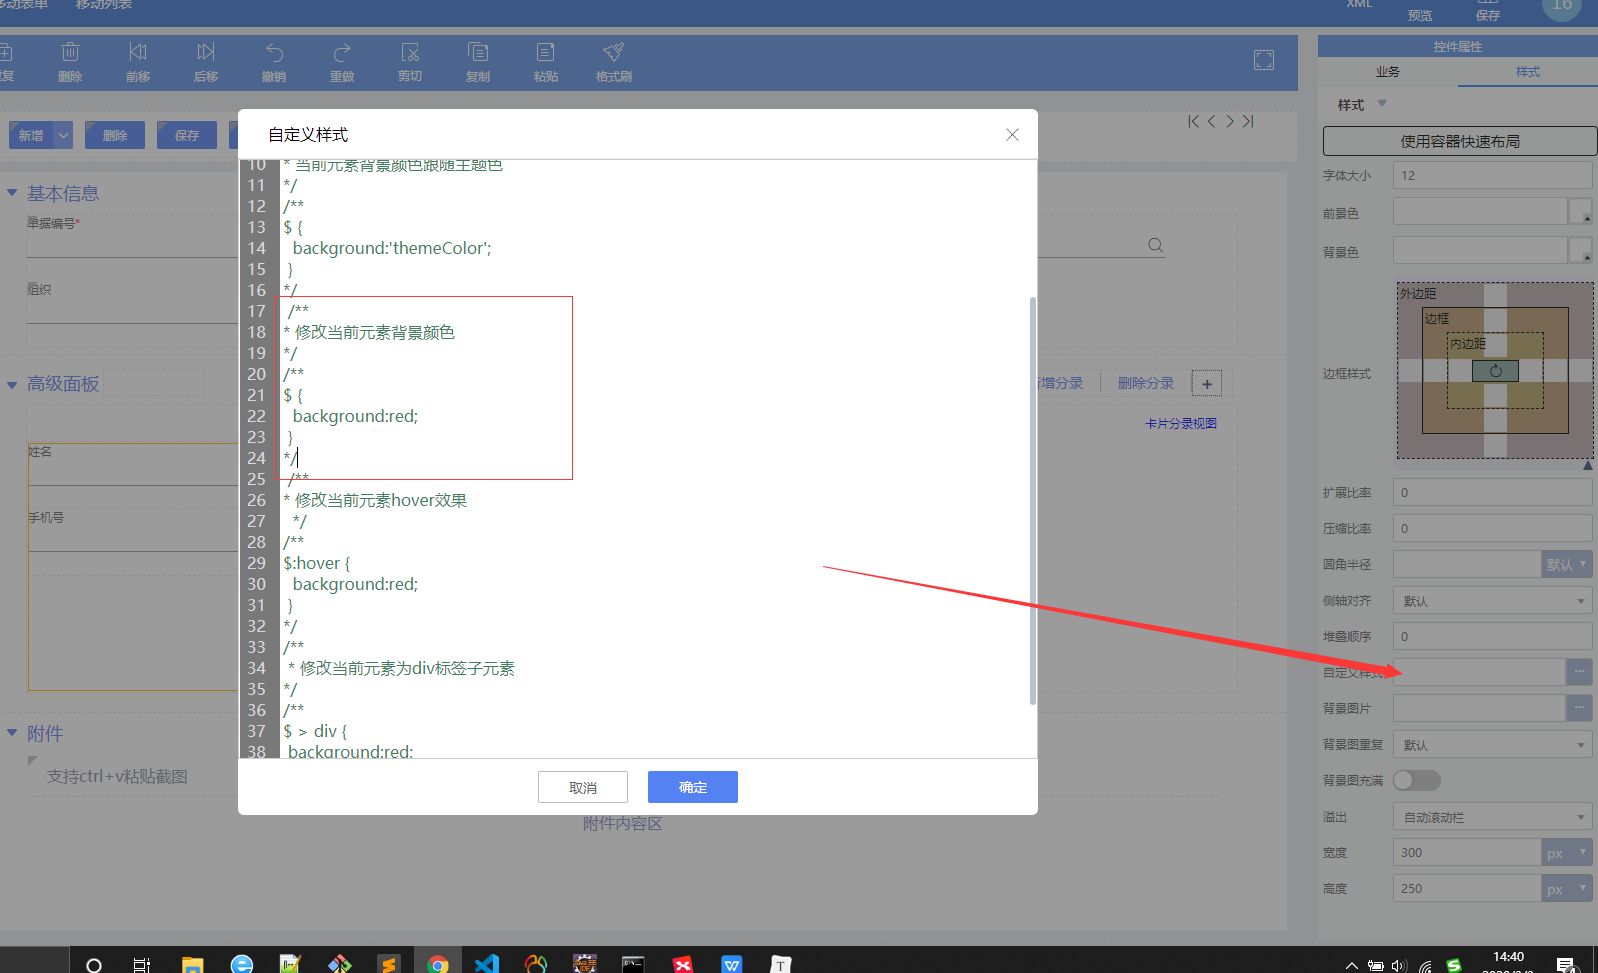 移动表单 移动列表 XML 预览 保存 16
删除 前移 后移 撤销 重做 剪切 复制 粘贴 格式刷
控件属性
业务 样式
样式
使用容器快速布局
新增 删除 保存
基本信息
单据编号*
组织
高级面板
姓名
手机号
附件
支持ctrl+v粘贴截图
附件内容区
增分录 删除分录 +
卡片分录视图
自定义样式
10 * 当前元素背景颜色跟随主题色
11 */
12 /**
13 $ {
14 background:'themeColor';
15 }
16 */
17 /**
18 * 修改当前元素背景颜色
19 */
20 /**
21 $ {
22 background:red;
23 }
24 */
25 /**
26 * 修改当前元素hover效果
27 */
28 /**
29 $:hover {
30 background:red;
31 }
32 */
33 /**
34 * 修改当前元素为div标签子元素
35 */
36 /**
37 $ > div {
38 background:red;
取消 确定
字体大小 12
前景色
背景色
外边距
边框
内边距
边框样式
扩展比率 0
压缩比率 0
圆角半径 默认
侧轴对齐 默认
堆叠顺序 0
自定义样式 ...
背景图片 ...
背景图重复 默认
背景图充满
溢出 自动滚动栏
宽度 300 px
高度 250 px
14:40